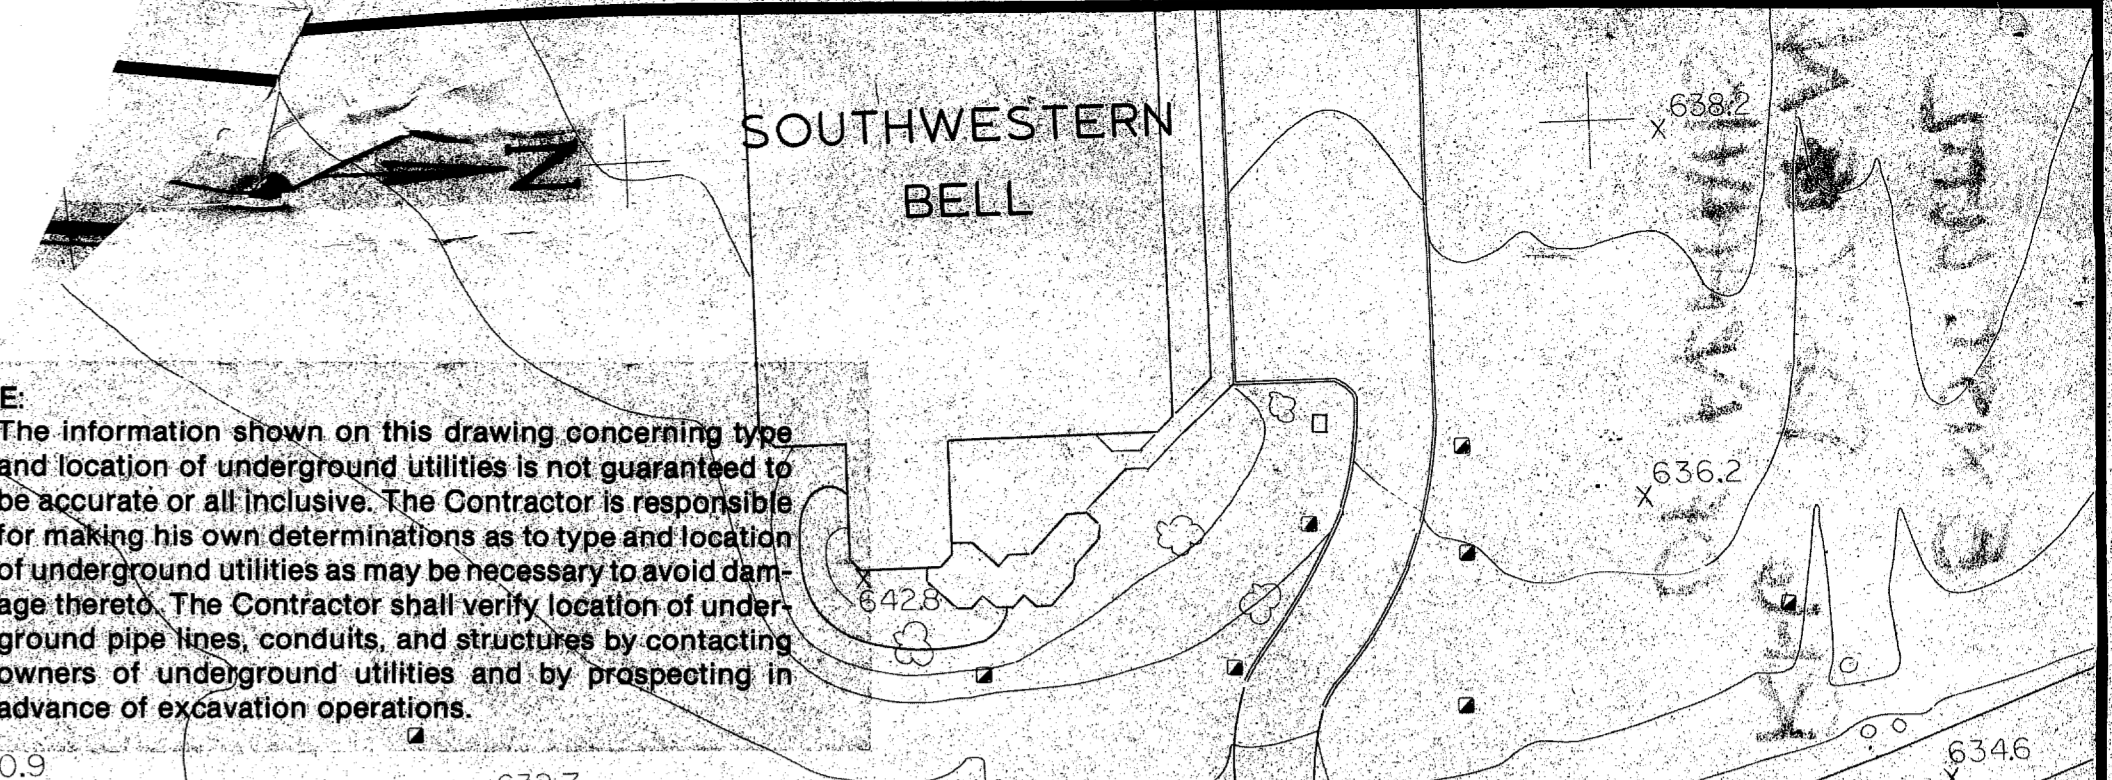 N
SOUTHWESTERN
BELL
638.2
E:
The information shown on this drawing concerning type
and location of underground utilities is not guaranteed to
be accurate or all inclusive. The Contractor is responsible
for making his own determinations as to type and location
of underground utilities as may be necessary to avoid dam-
age thereto. The Contractor shall verify location of under-
ground pipe lines, conduits, and structures by contacting
owners of underground utilities and by prospecting in
advance of excavation operations.
636.2
642.8
634.6
0.9